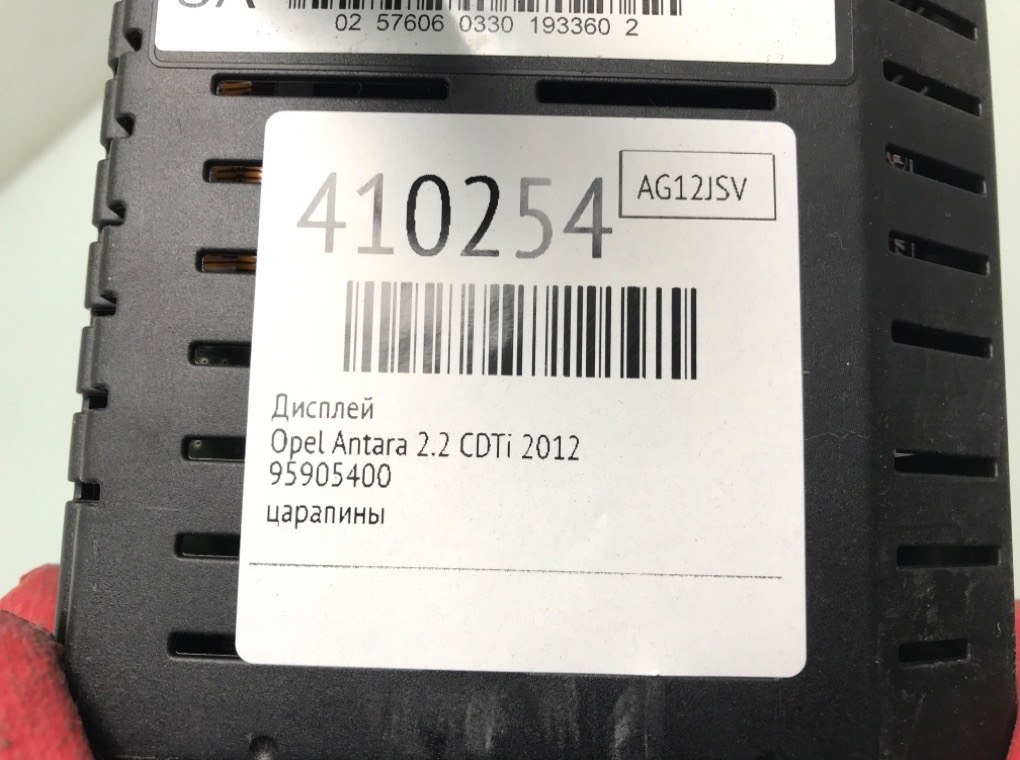 02 57606 0330 193360 2
410254
AG12JSV
Дисплей
Opel Antara 2.2 CDTi 2012
95905400
царапины